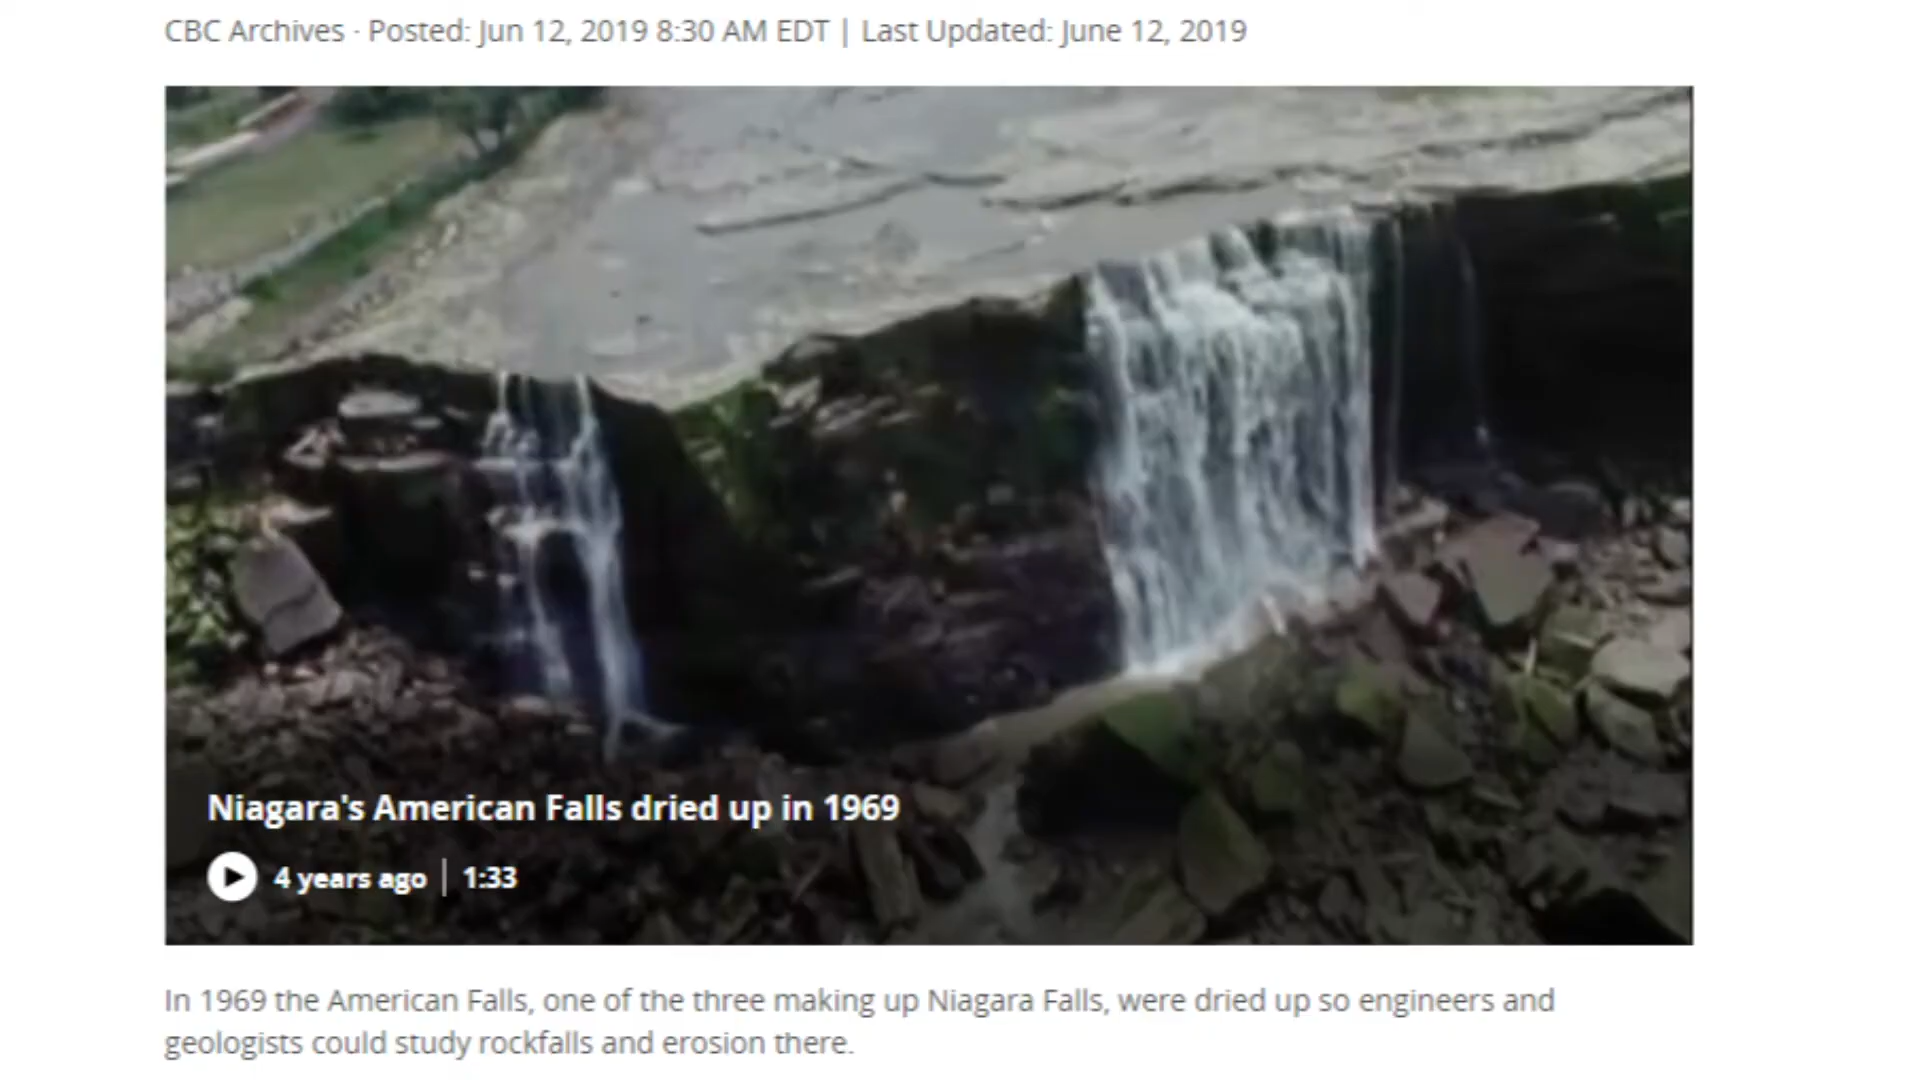 CBC Archives · Posted: Jun 12, 2019 8:30 AM EDT | Last Updated: June 12, 2019
Niagara's American Falls dried up in 1969
4 years ago | 1:33
In 1969 the American Falls, one of the three making up Niagara Falls, were dried up so engineers and
geologists could study rockfalls and erosion there.